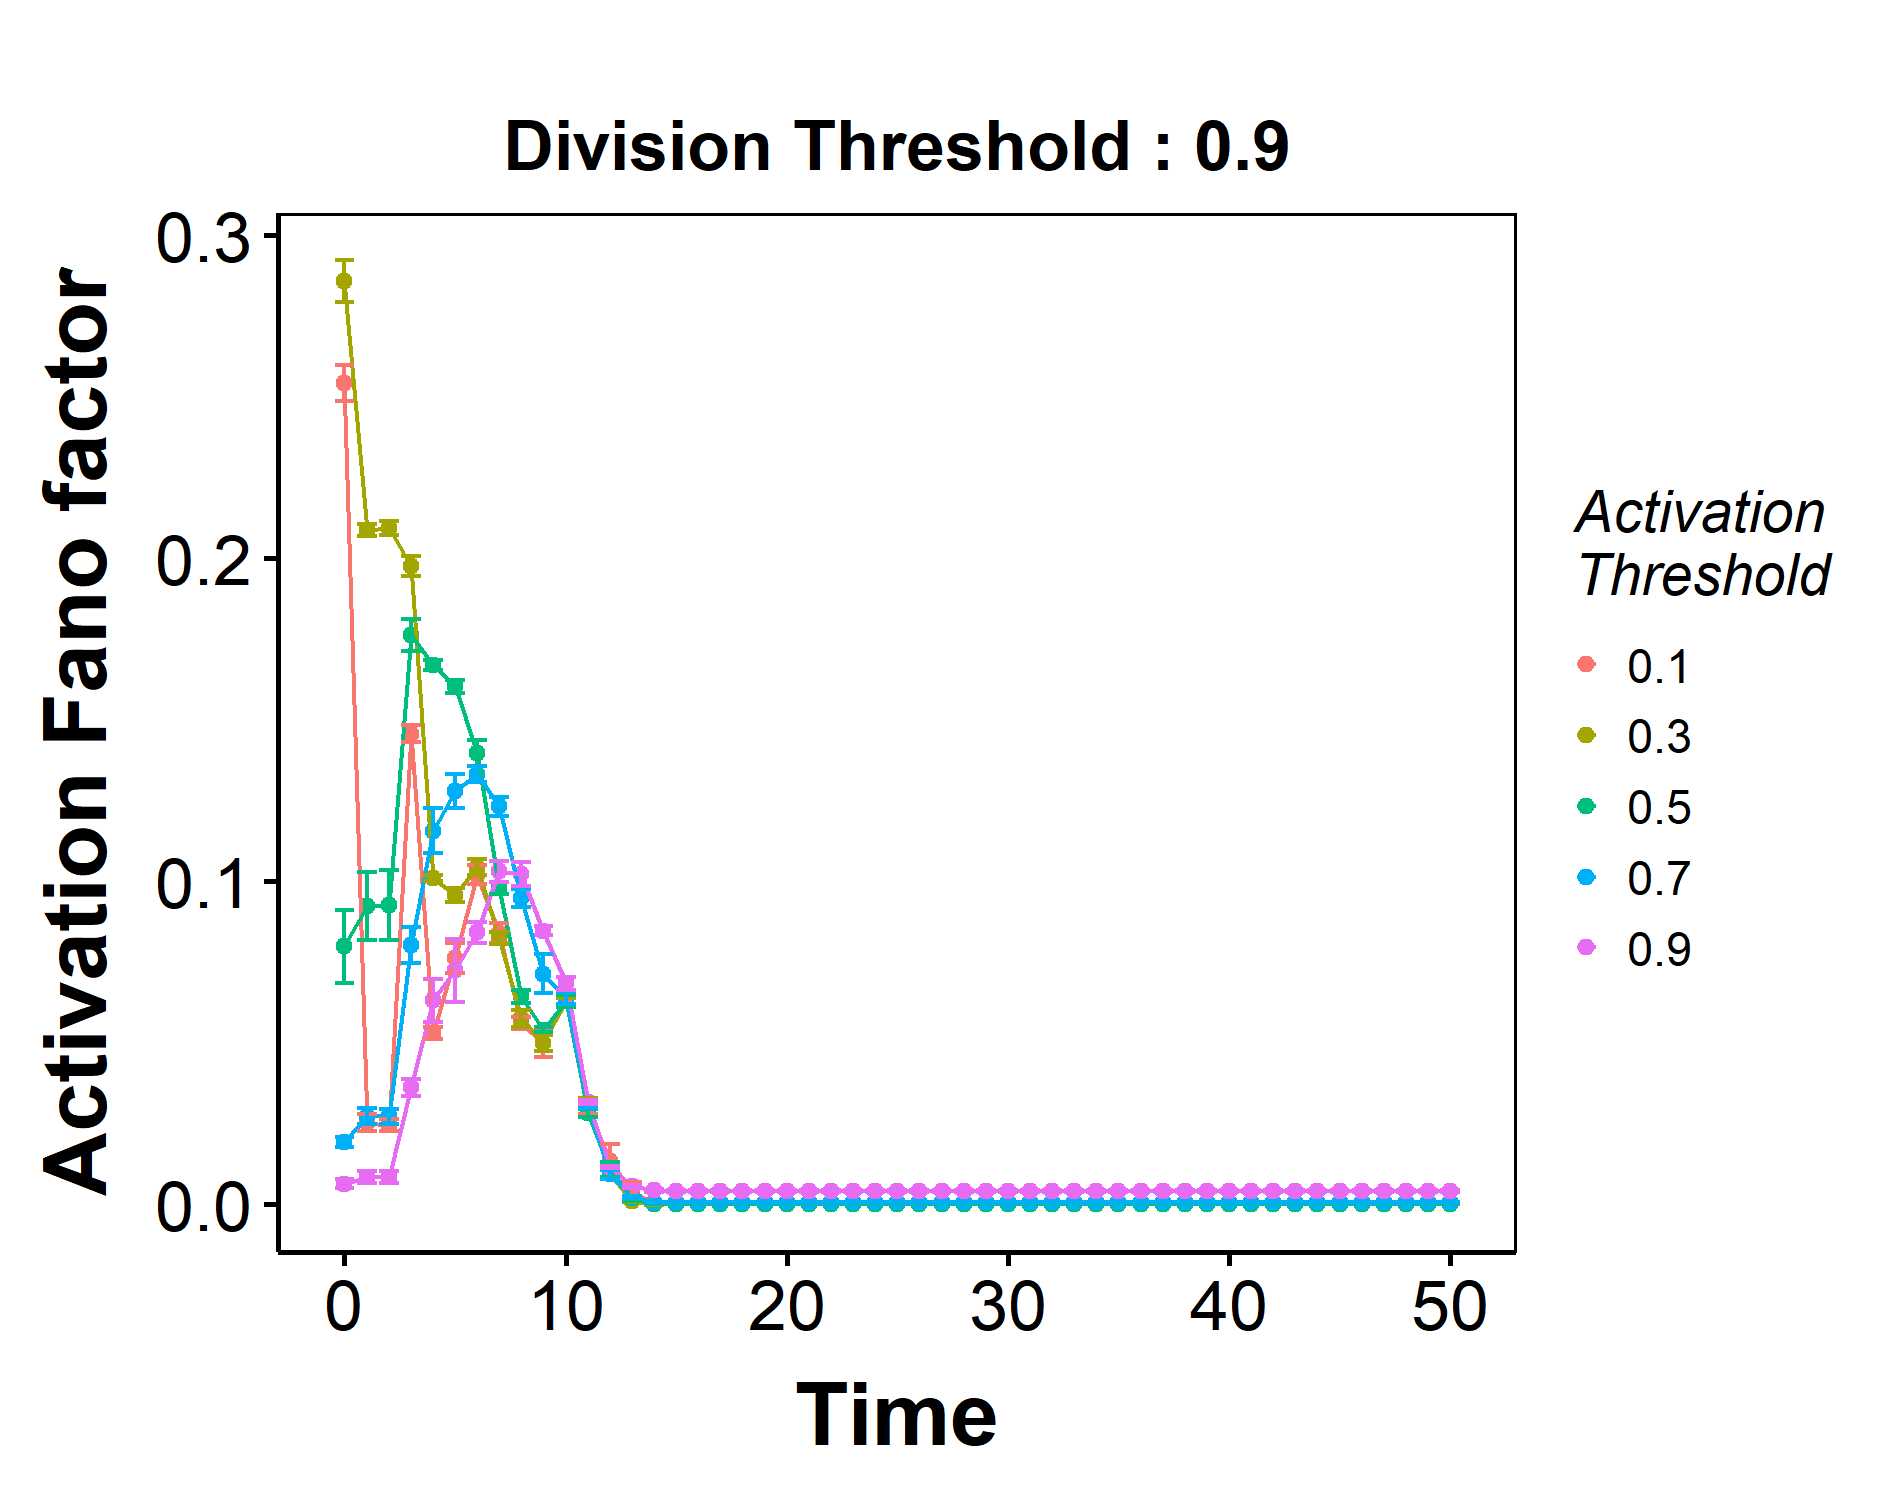 Division Threshold : 0.9
Activation Fano factor
0.3
0.2
0.1
0.0
0 10 20 30 40 50
Time
Activation
Threshold
0.1
0.3
0.5
0.7
0.9